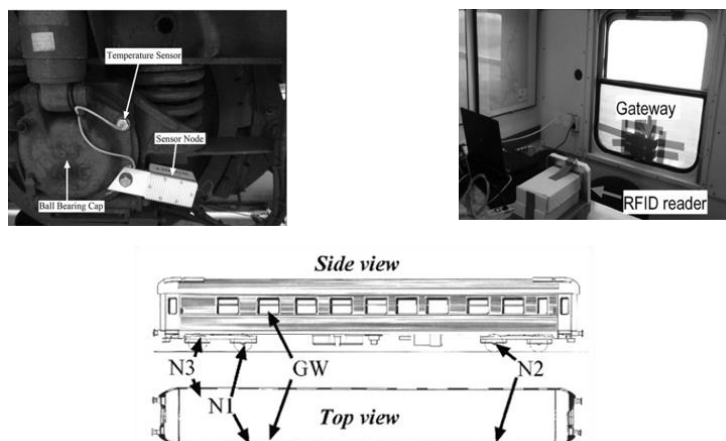 Temperature Sensor
Sensor Node
Ball Bearing Cap
Gateway
RFID reader
Side view
N3
N1
GW
N2
Top view